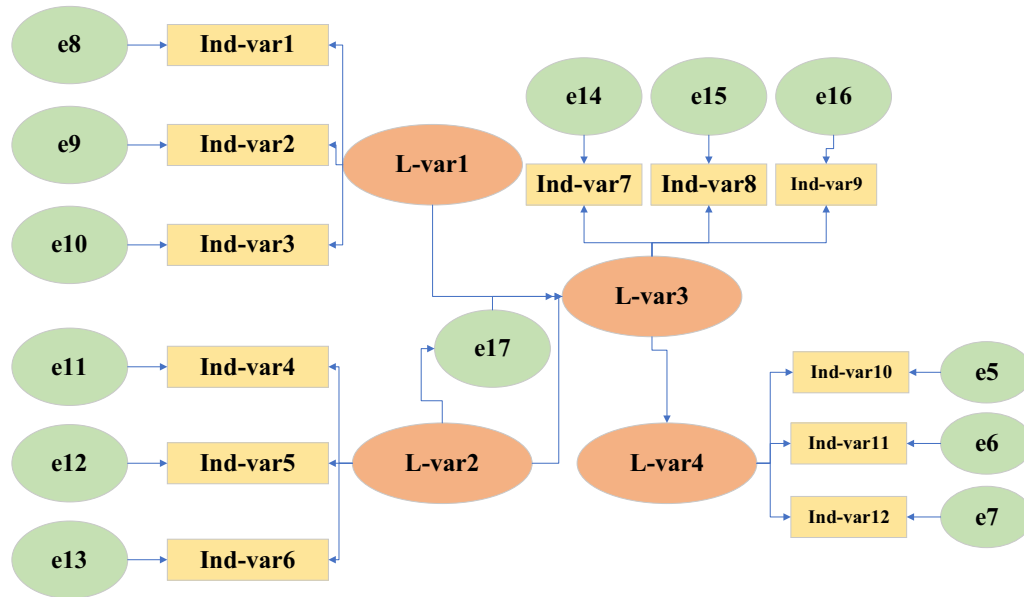 e8
Ind-var1
e9
Ind-var2
e10
Ind-var3
L-var1
e14
e15
e16
Ind-var7
Ind-var8
Ind-var9
L-var3
e17
e11
Ind-var4
e12
Ind-var5
e13
Ind-var6
L-var2
L-var4
Ind-var10
e5
Ind-var11
e6
Ind-var12
e7